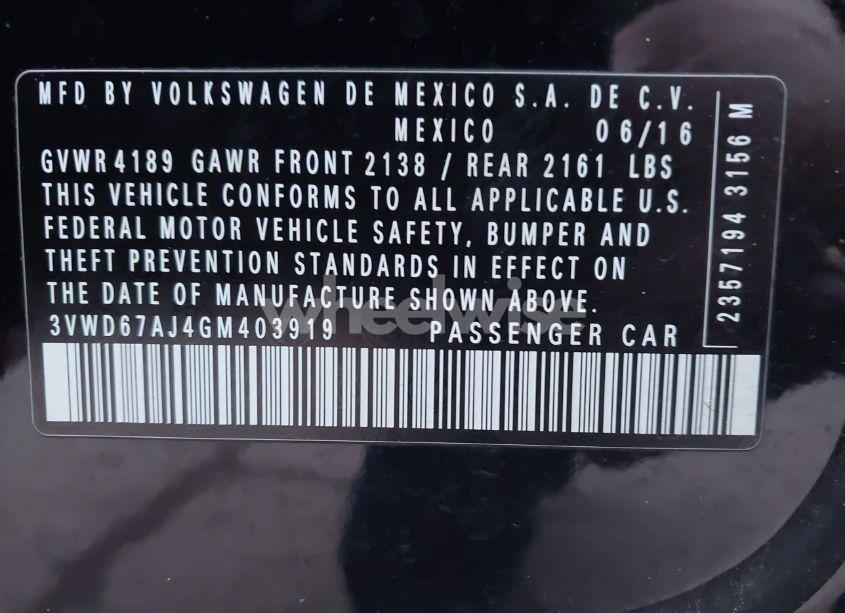 MFD BY VOLKSWAGEN DE MEXICO S.A. DE C.V.
MEXICO 06/16
GVWR 4189 GAWR FRONT 2138 / REAR 2161 LBS
THIS VEHICLE CONFORMS TO ALL APPLICABLE U.S.
FEDERAL MOTOR VEHICLE SAFETY, BUMPER AND
THEFT PREVENTION STANDARDS IN EFFECT ON
THE DATE OF MANUFACTURE SHOWN ABOVE.
3VWD67AJ4GM403919 PASSENGER CAR
2357194 3156 M
wheelwise